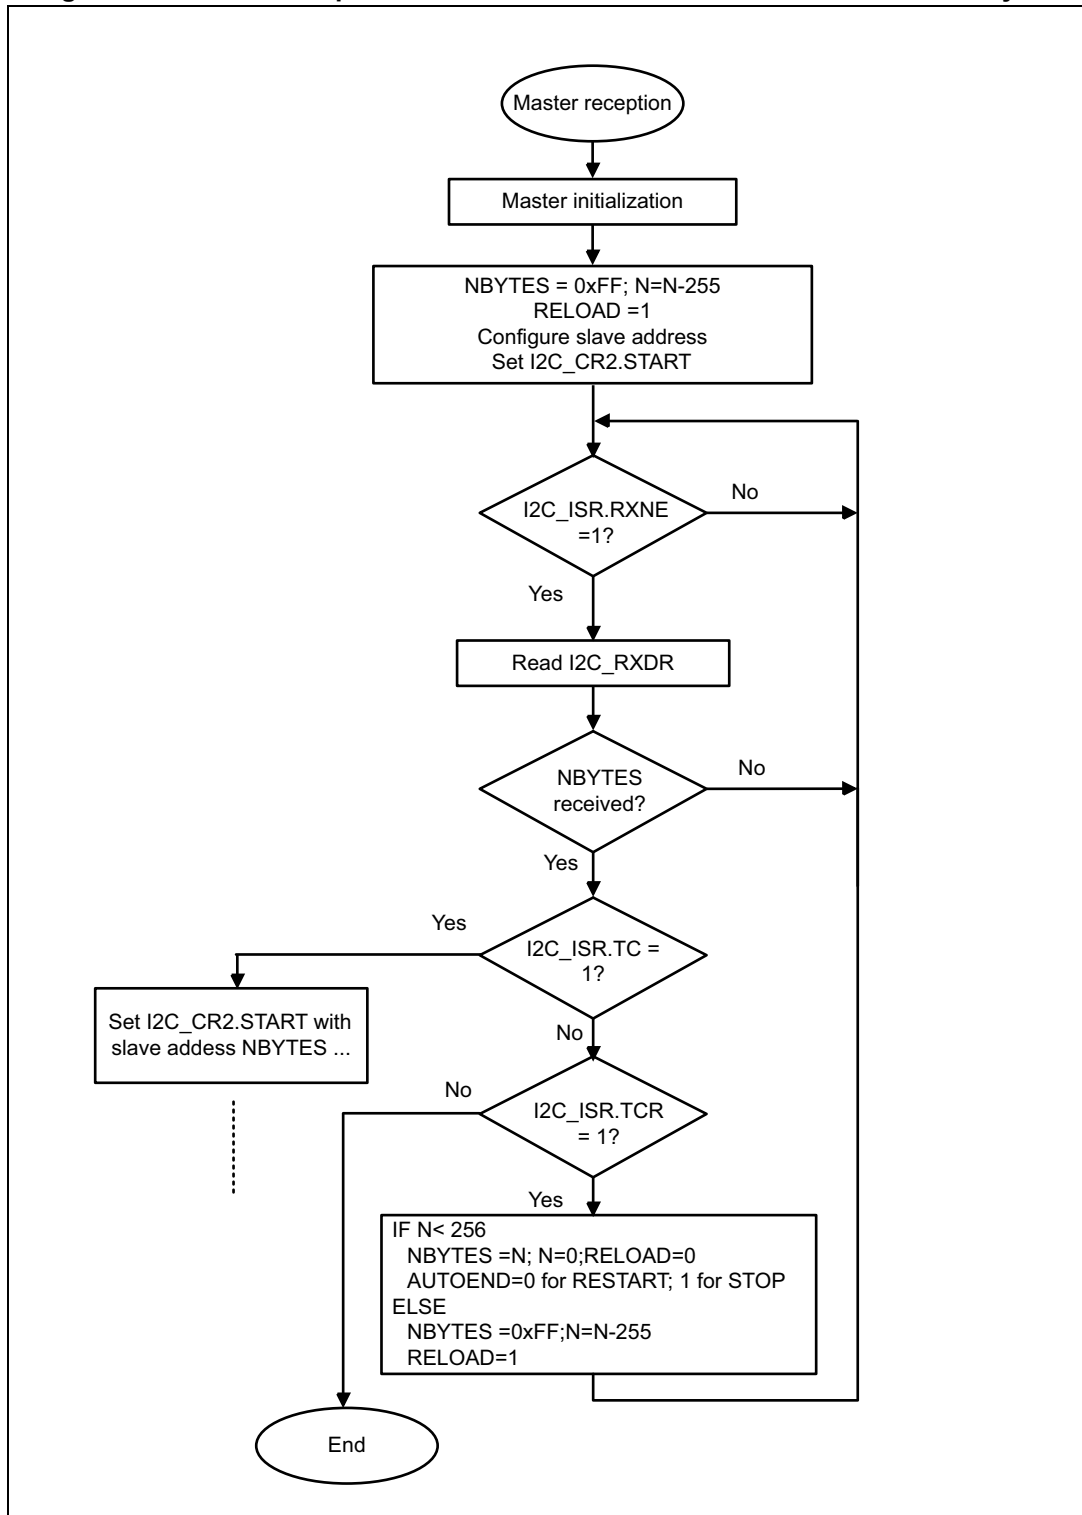 Master reception
Master initialization
NBYTES = 0xFF; N=N-255
RELOAD =1
Configure slave address
Set I2C_CR2.START
No
I2C_ISR.RXNE
=1?
Yes
Read I2C_RXDR
No
NBYTES
received?
Yes
Yes
I2C_ISR.TC =
1?
Set I2C_CR2.START with
slave addess NBYTES ...
No
No
I2C_ISR.TCR
= 1?
Yes
IF N< 256
NBYTES =N; N=0;RELOAD=0
AUTOEND=0 for RESTART; 1 for STOP
ELSE
NBYTES =0xFF;N=N-255
RELOAD=1
End